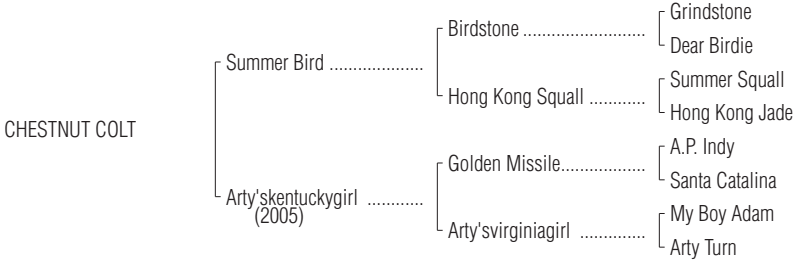 Grindstone
Birdstone ..........................
Dear Birdie
Summer Bird ....................
Summer Squall
Hong Kong Squall ............
Hong Kong Jade
CHESTNUT COLT
A.P. Indy
Golden Missile..................
Santa Catalina
Arty'skentuckygirl ............
(2005)
My Boy Adam
Arty'svirginiagirl ..............
Arty Turn